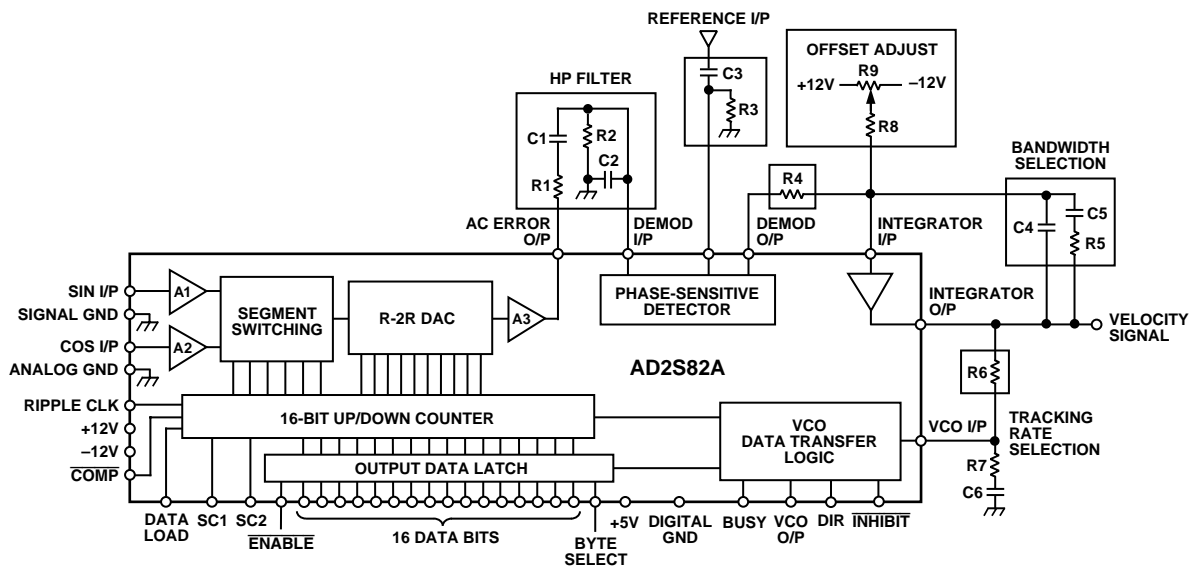 REFERENCE I/P
OFFSET ADJUST
R9
+12V
–12V
R8
HP FILTER
C3
R3
C1
R2
C2
R1
BANDWIDTH
SELECTION
R4
C4
C5
R5
AC ERROR
O/P
DEMOD
I/P
DEMOD
O/P
INTEGRATOR
I/P
SIN I/P
SIGNAL GND
COS I/P
ANALOG GND
RIPPLE CLK
+12V
–12V
COMP
A1
A2
SEGMENT
SWITCHING
R-2R DAC
A3
PHASE-SENSITIVE
DETECTOR
INTEGRATOR
O/P
VELOCITY
SIGNAL
AD2S82A
R6
16-BIT UP/DOWN COUNTER
VCO
DATA TRANSFER
LOGIC
VCO I/P
TRACKING
RATE
SELECTION
R7
C6
OUTPUT DATA LATCH
DATA
LOAD
SC1
SC2
ENABLE
16 DATA BITS
BYTE
SELECT
+5V
DIGITAL
GND
BUSY
VCO
O/P
DIR
INHIBIT